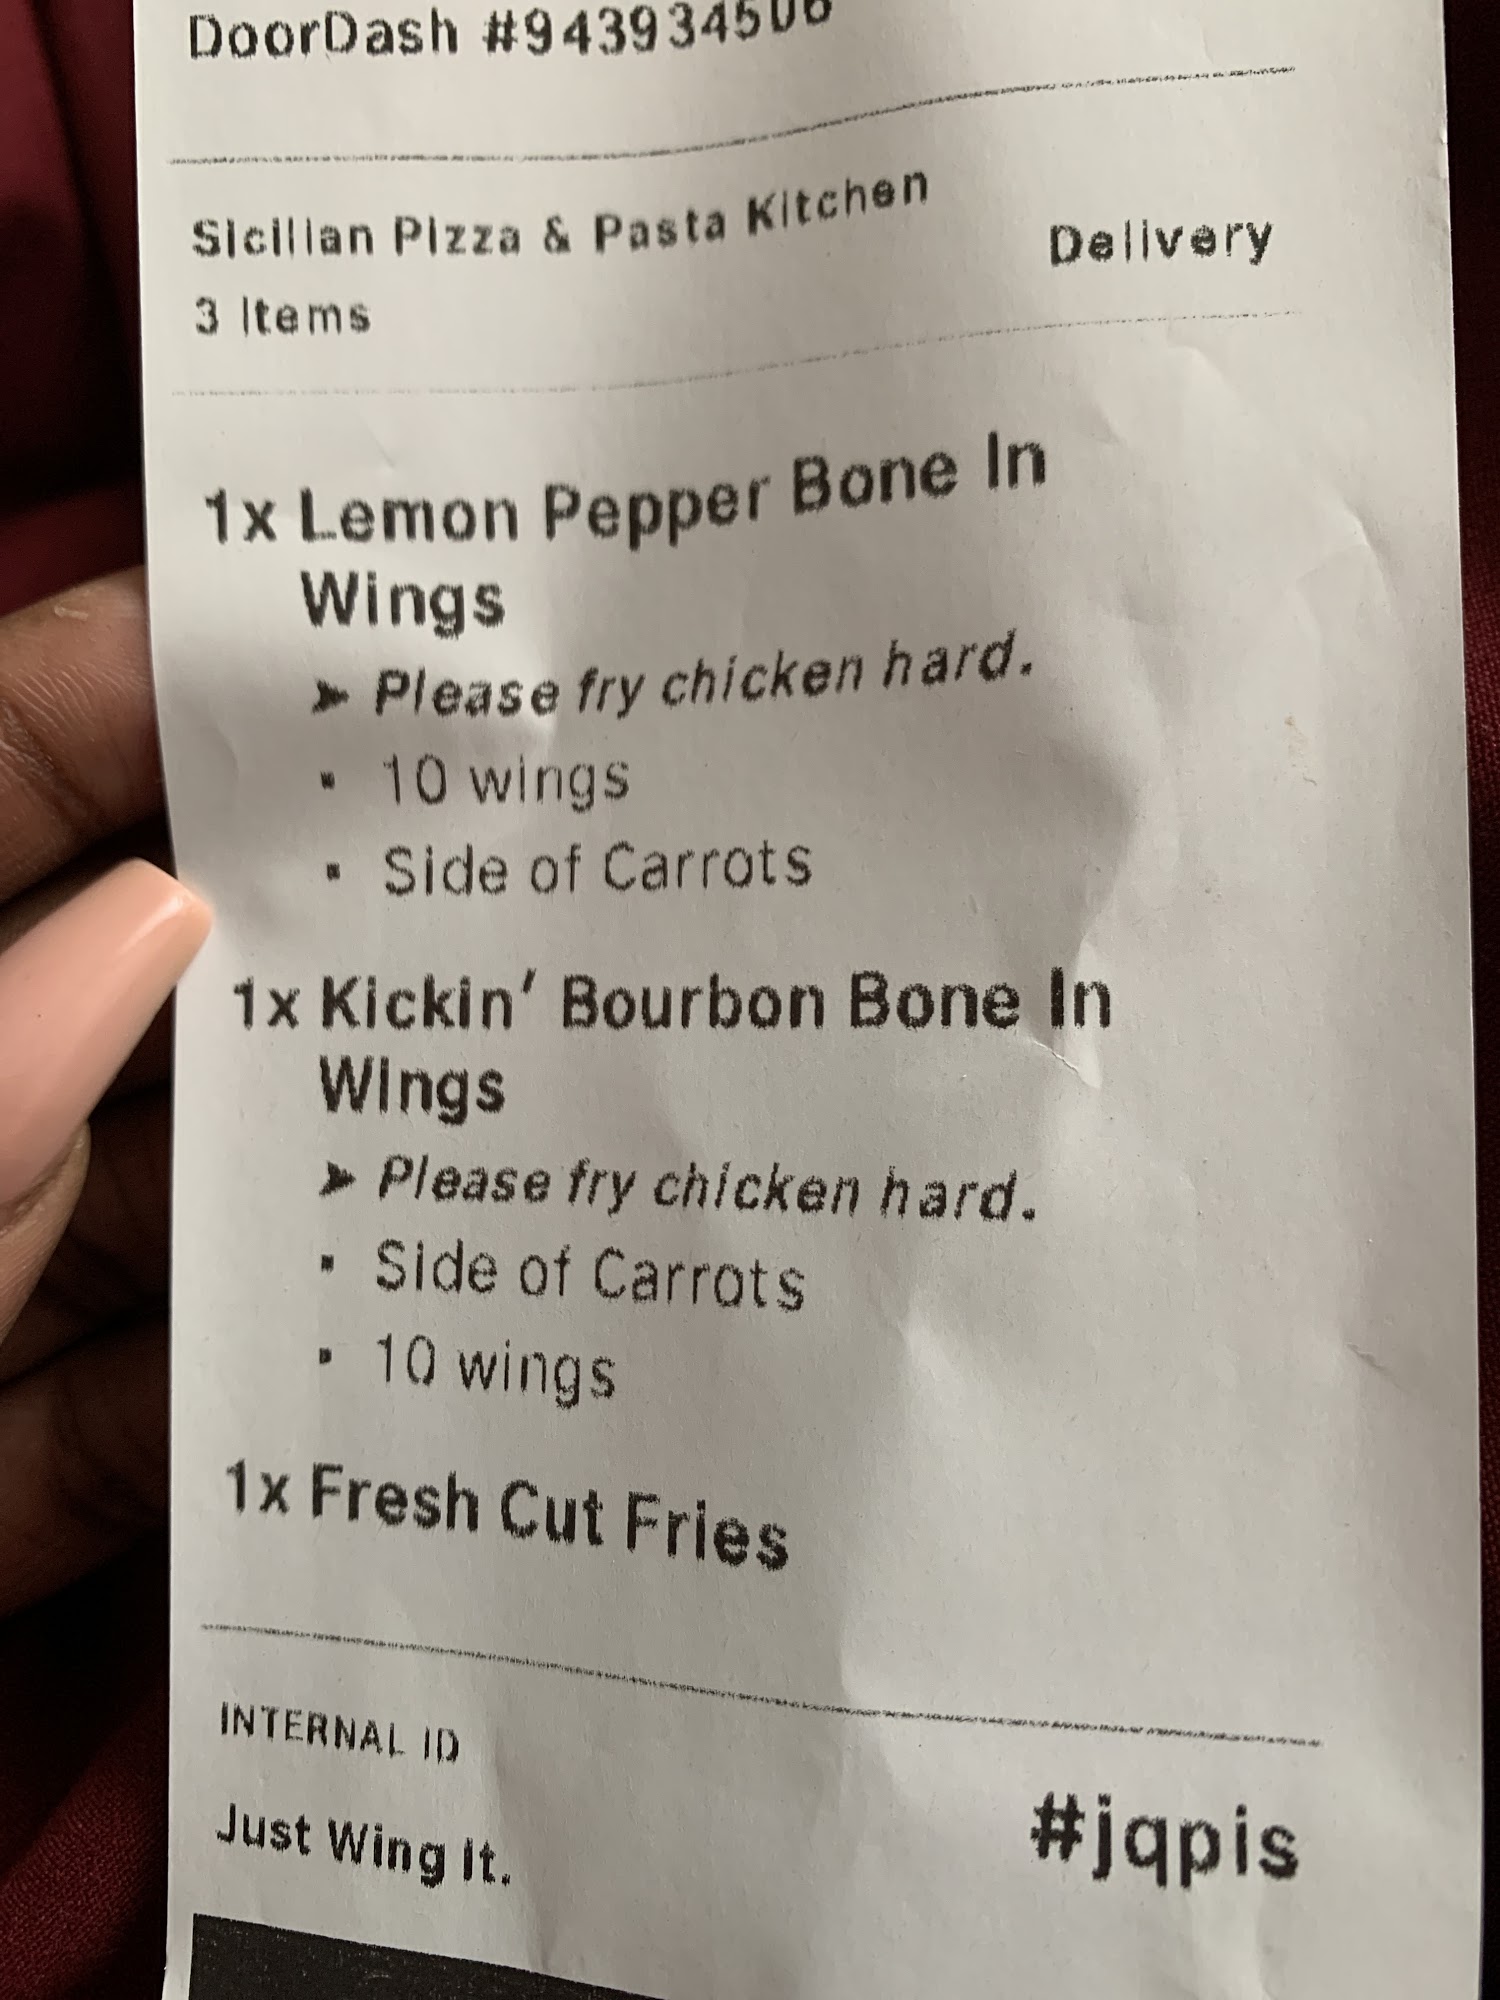 DoorDash #943934506
Sicilian Pizza & Pasta Kitchen
Delivery
3 Items
1x Lemon Pepper Bone In
Wings
➤ Please fry chicken hard.
▪ 10 wings
▪ Side of Carrots
1x Kickin’ Bourbon Bone In
Wings
➤ Please fry chicken hard.
▪ Side of Carrots
▪ 10 wings
1x Fresh Cut Fries
INTERNAL ID
Just Wing It.
#jqpis